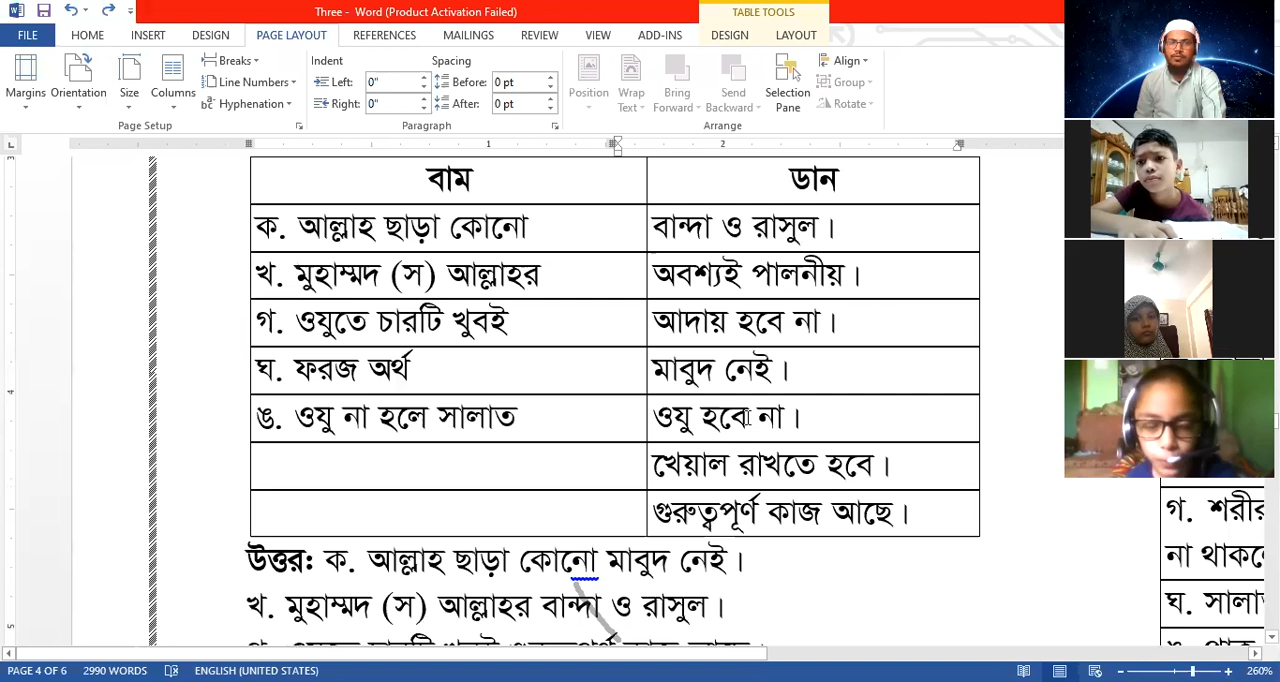 Three - Word (Product Activation Failed)
TABLE TOOLS
FILE HOME INSERT DESIGN PAGE LAYOUT REFERENCES MAILINGS REVIEW VIEW ADD-INS DESIGN LAYOUT
Margins Orientation Size Columns
Breaks
Line Numbers
Hyphenation
Page Setup
Indent Spacing
Left: 0" Before: 0 pt
Right: 0" After: 0 pt
Paragraph
Position Wrap Text Bring Forward Send Backward Selection Pane
Align
Group
Rotate
Arrange
1 2
বাম ডান
ক. আল্লাহ ছাড়া কোনো বান্দা ও রাসুল।
খ. মুহাম্মদ (স) আল্লাহর অবশ্যই পালনীয়।
গ. ওযুতে চারটি খুবই আদায় হবে না।
ঘ. ফরজ অর্থ মাবুদ নেই।
ঙ. ওযু না হলে সালাত ওযু হবে না।
খেয়াল রাখতে হবে।
গুরুত্বপূর্ণ কাজ আছে।
উত্তর: ক. আল্লাহ ছাড়া কোনো মাবুদ নেই।
খ. মুহাম্মদ (স) আল্লাহর বান্দা ও রাসুল।
গ. শরীর
না থাকলে
ঘ. সালা
PAGE 4 OF 6 2990 WORDS ENGLISH (UNITED STATES) 260%